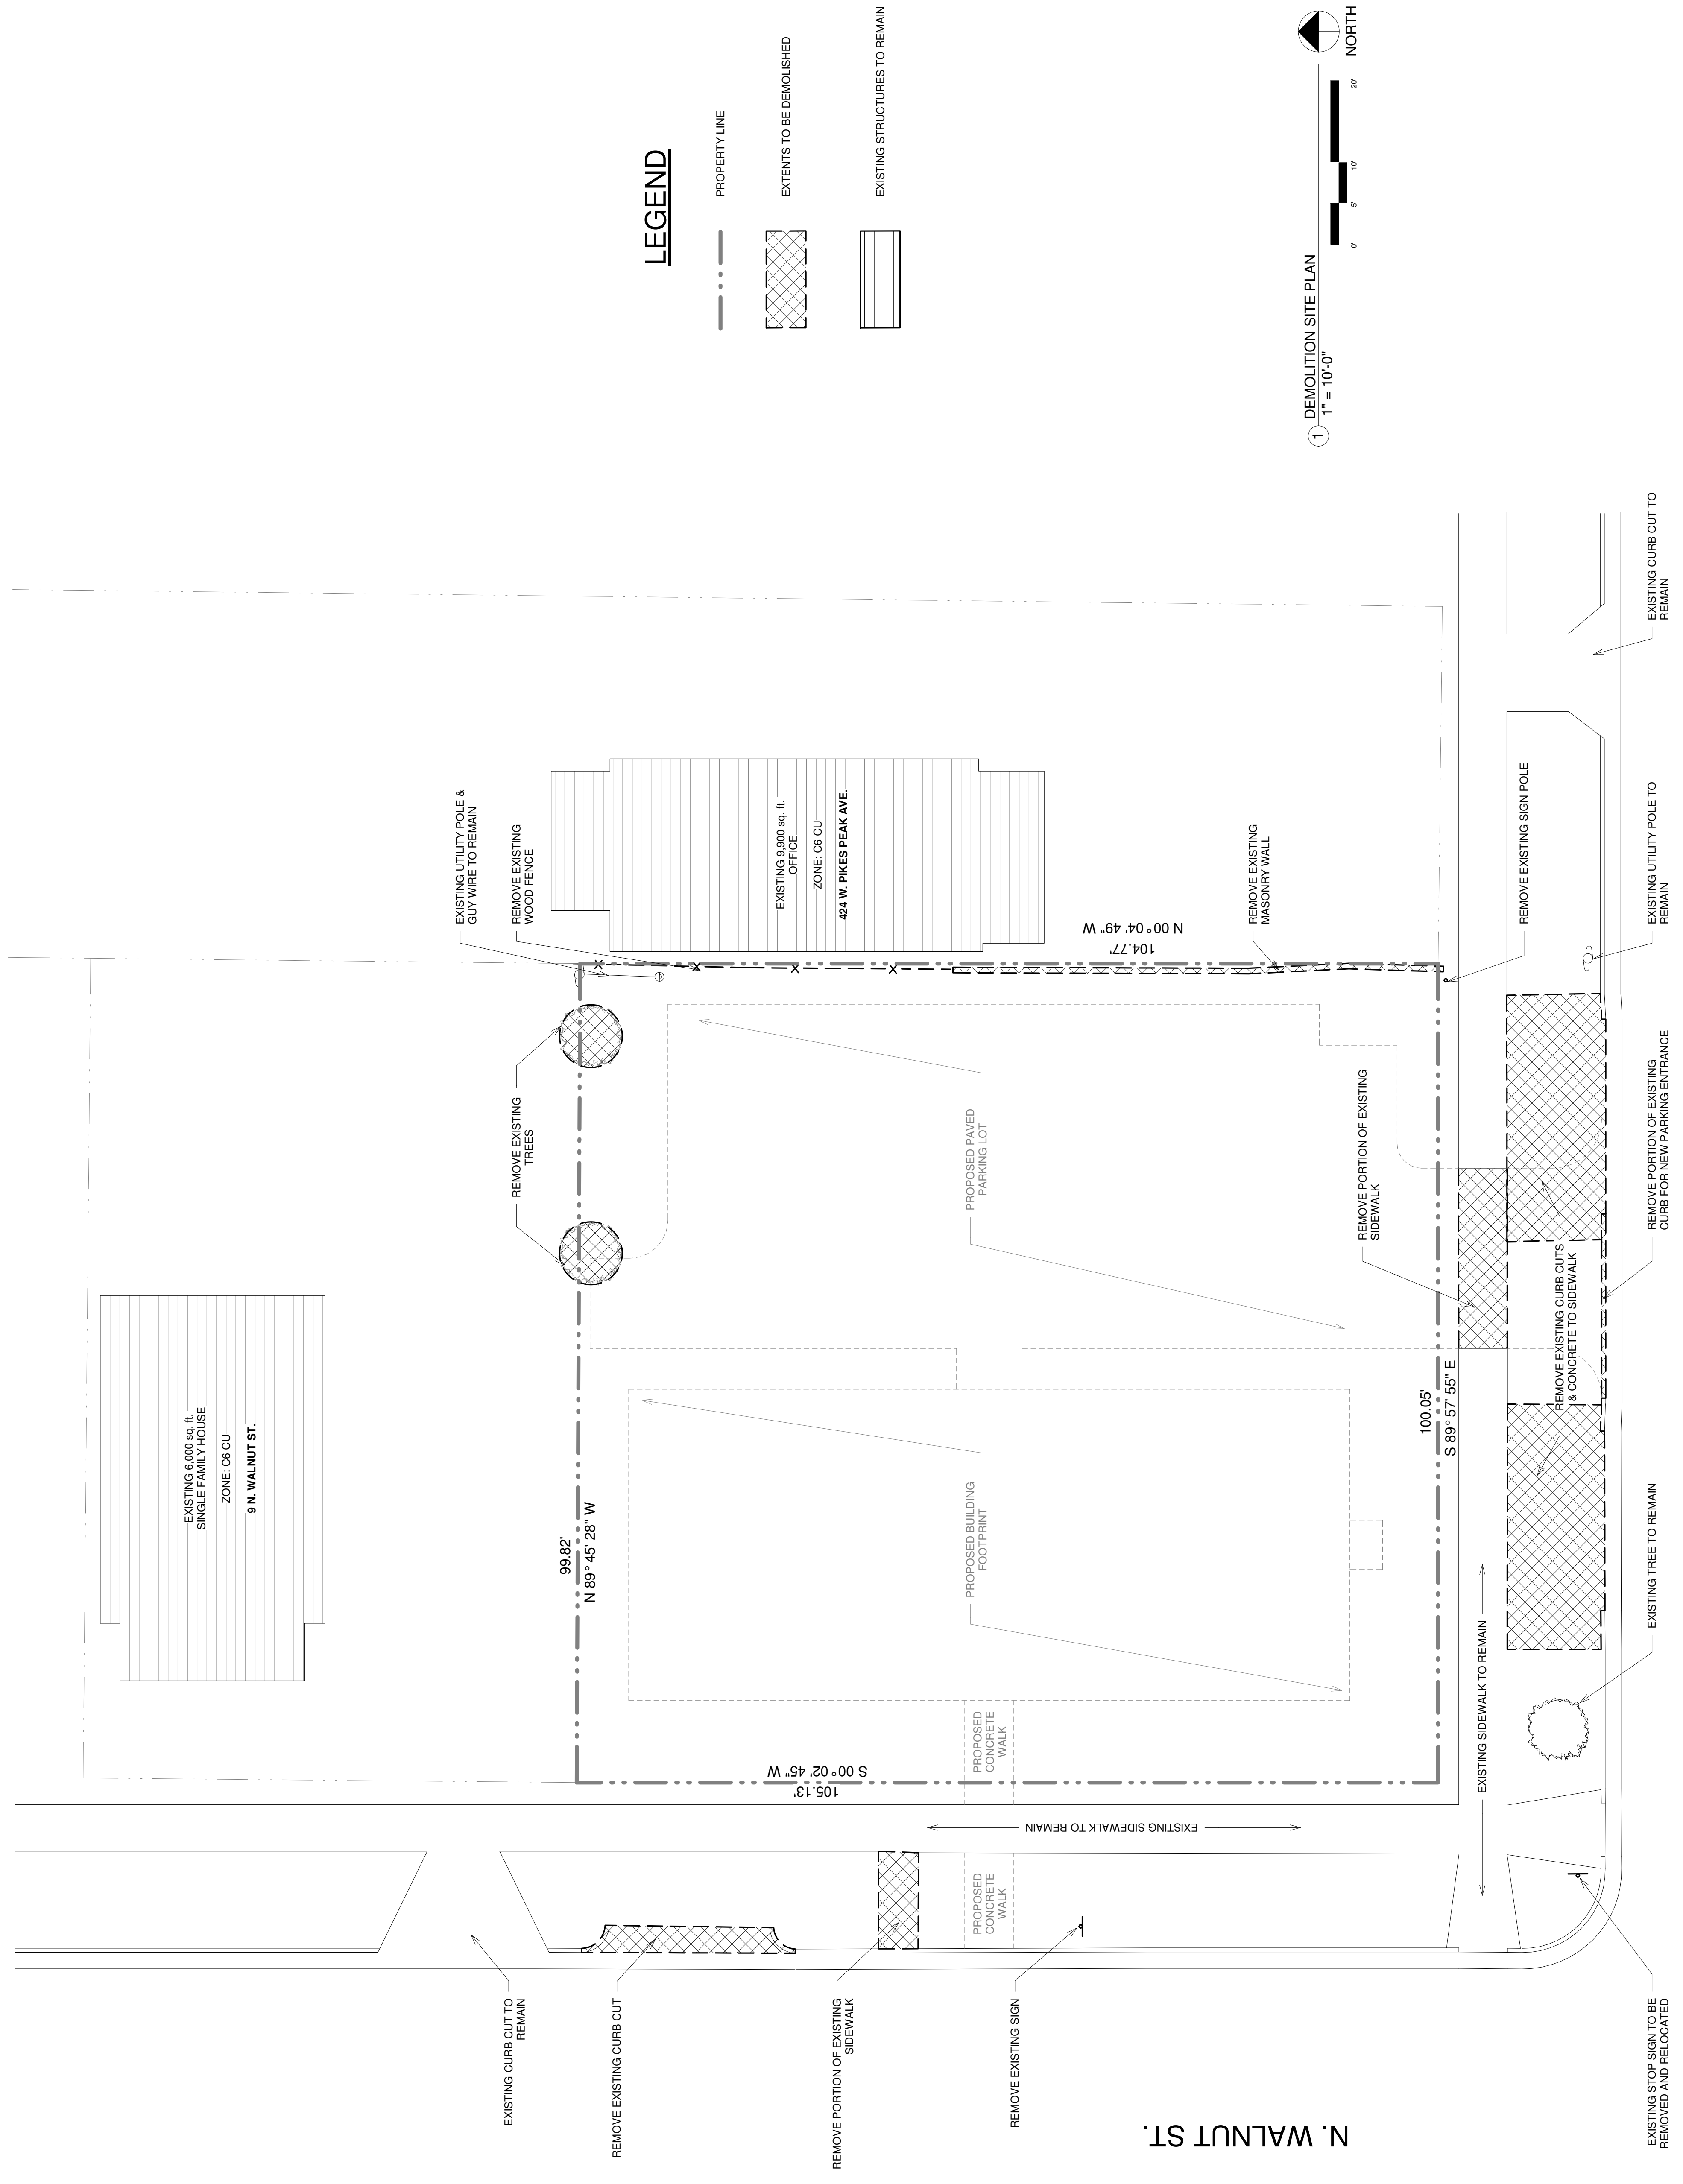 EXISTING 6,000 sq. ft.
SINGLE FAMILY HOUSE
ZONE: C6 CU
9 N. WALNUT ST.
EXISTING CURB CUT TO
REMAIN
REMOVE EXISTING CURB CUT
REMOVE PORTION OF EXISTING
SIDEWALK
REMOVE EXISTING SIGN
N. WALNUT ST.
EXISTING STOP SIGN TO BE
REMOVED AND RELOCATED
EXISTING SIDEWALK TO REMAIN
PROPOSED
CONCRETE
WALK
PROPOSED
CONCRETE
WALK
105.13'
S 00° 02' 45" W
99.82'
N 89° 45' 28" W
PROPOSED BUILDING
FOOTPRINT
PROPOSED PAVED
PARKING LOT
REMOVE EXISTING
TREES
EXISTING UTILITY POLE &
GUY WIRE TO REMAIN
REMOVE EXISTING
WOOD FENCE
EXISTING 9,900 sq. ft.
OFFICE
ZONE: C6 CU
424 W. PIKES PEAK AVE.
104.77'
N 00° 04' 49" W
REMOVE EXISTING
MASONRY WALL
REMOVE PORTION OF EXISTING
SIDEWALK
100.05'
S 89° 57' 55" E
EXISTING SIDEWALK TO REMAIN
REMOVE EXISTING CURB CUTS
& CONCRETE TO SIDEWALK
EXISTING TREE TO REMAIN
REMOVE PORTION OF EXISTING
CURB FOR NEW PARKING ENTRANCE
REMOVE EXISTING SIGN POLE
EXISTING UTILITY POLE TO
REMAIN
EXISTING CURB CUT TO
REMAIN
LEGEND
PROPERTY LINE
EXTENTS TO BE DEMOLISHED
EXISTING STRUCTURES TO REMAIN
1
DEMOLITION SITE PLAN
1" = 10'-0"
0' 5' 10' 20'
NORTH